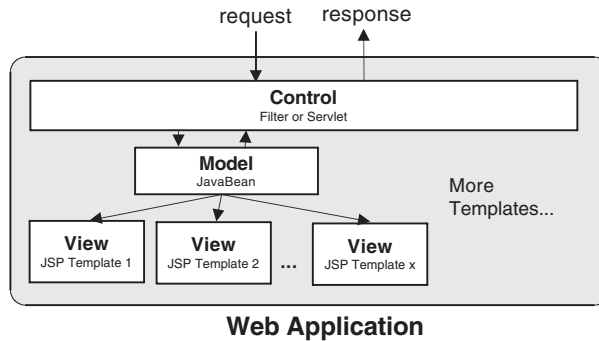 request
response
Control
Filter or Servlet
Model
JavaBean
More
Templates...
View
JSP Template 1
View
JSP Template 2
...
View
JSP Template x
Web Application